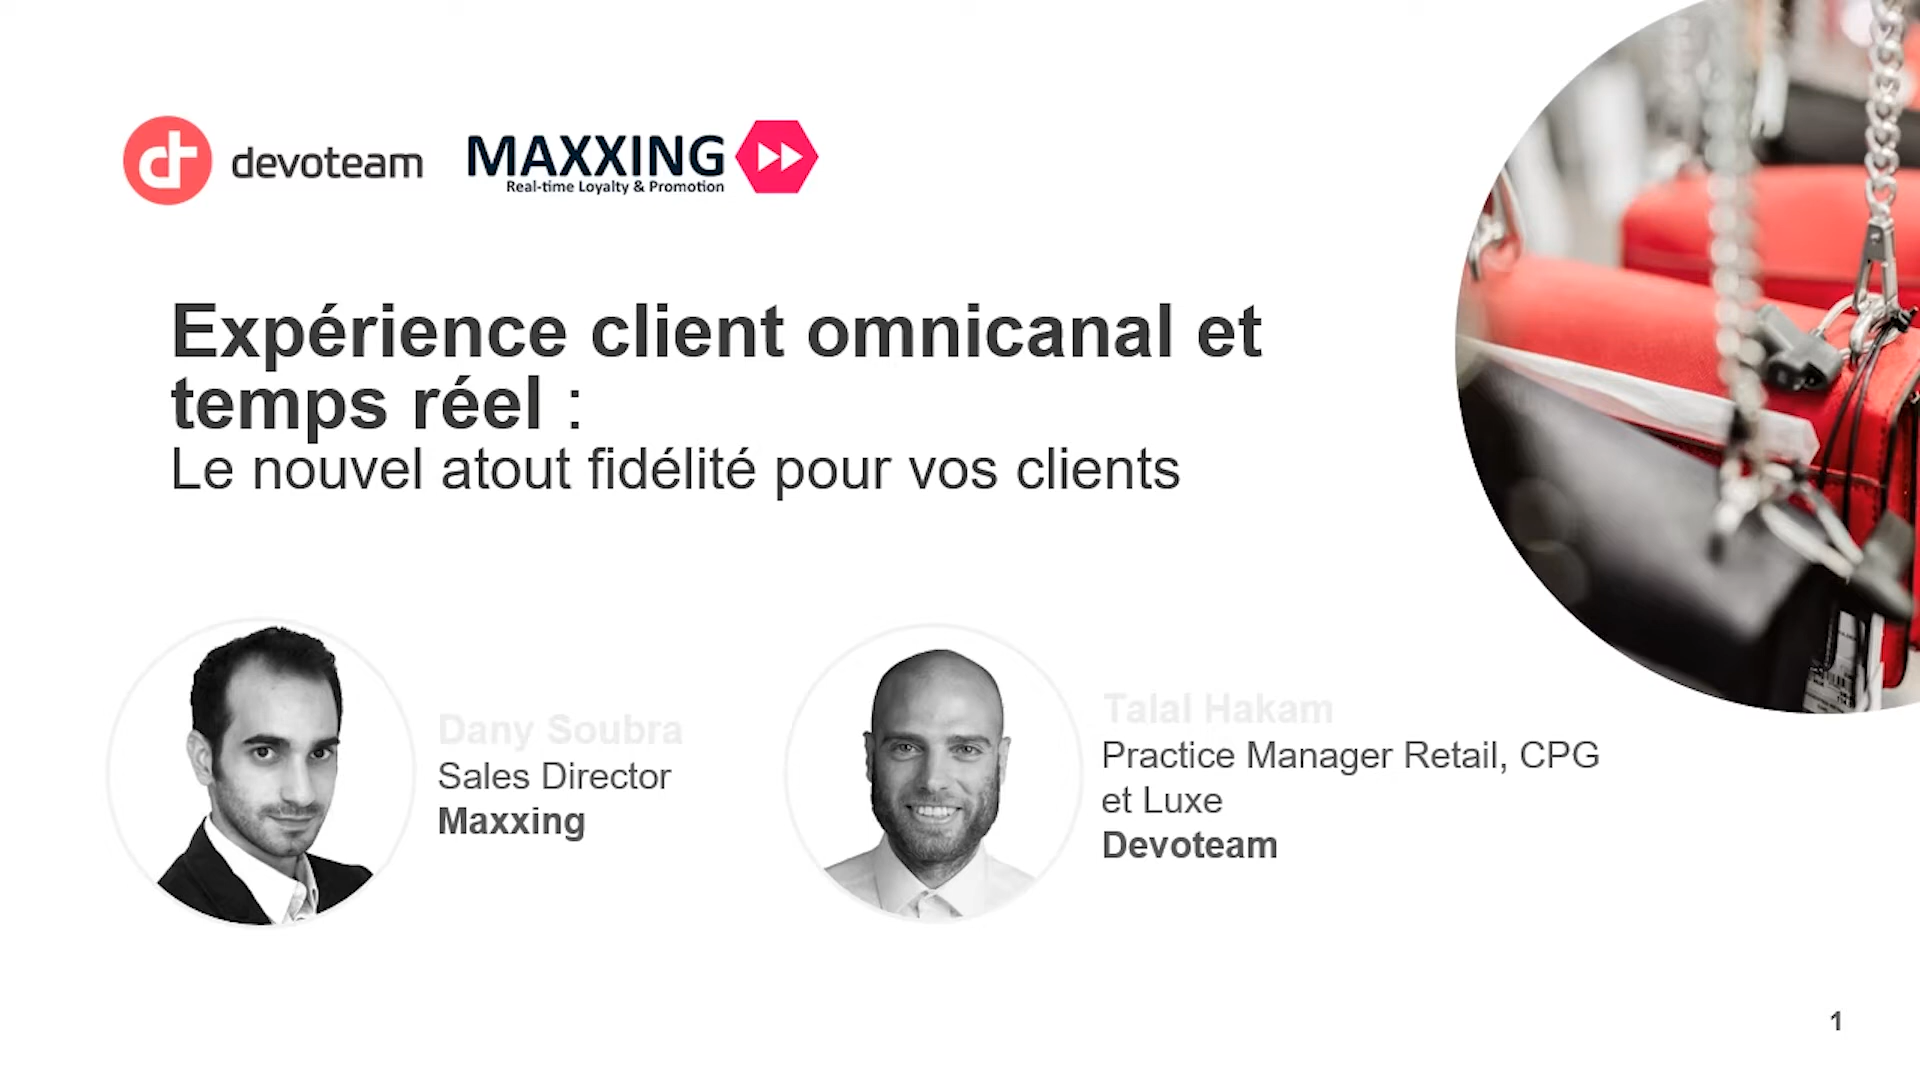 devoteam
MAXXING
Real-time Loyalty & Promotion
Expérience client omnicanal et
temps réel :
Le nouvel atout fidélité pour vos clients
Dany Soubra
Sales Director
Maxxing
Talal Hakam
Practice Manager Retail, CPG
et Luxe
Devoteam
1